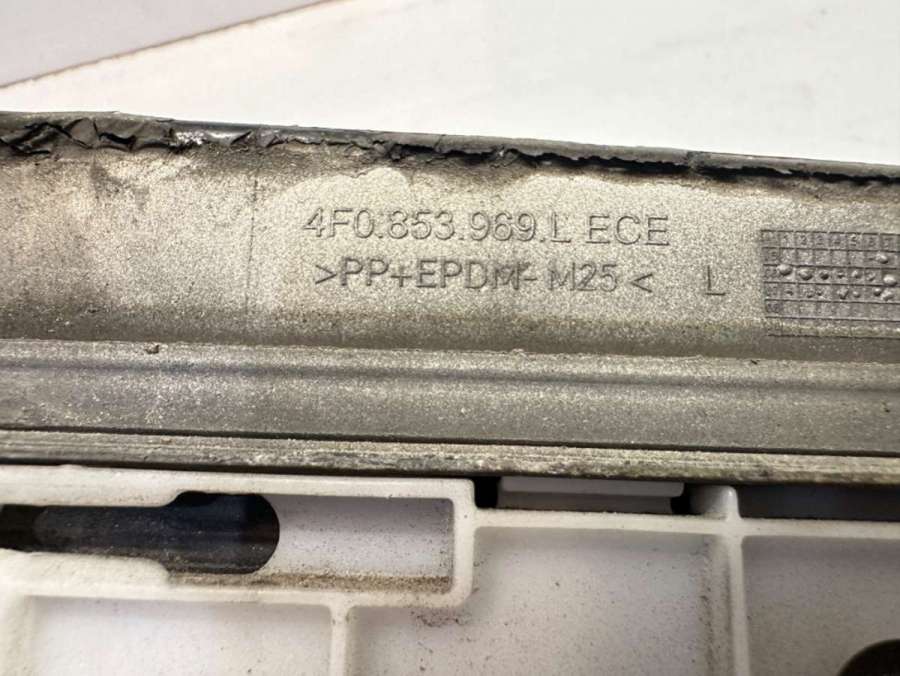 4F0.853.969.L ECE
>PP+EPDM- M25< L